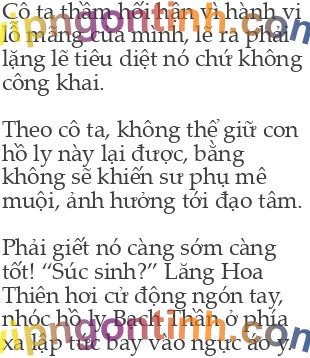 Cô ta thầm hối hận vì hành vi
lỗ mãng của mình, lẽ ra phải
lặng lẽ tiêu diệt nó chứ không
công khai.
Theo cô ta, không thể giữ con
hồ ly này lại được, bằng
không sẽ khiến sư phụ mê
muội, ảnh hưởng tới đạo tâm.
Phải giết nó càng sớm càng
tốt! “Súc sinh?” Lăng Hoa
Thiên hơi cử động ngón tay,
nhóc hồ ly Bạch Thần ở phía
xa lập tức bay vào ngực áo y.
vipngontinh.com
vipngontinh.com